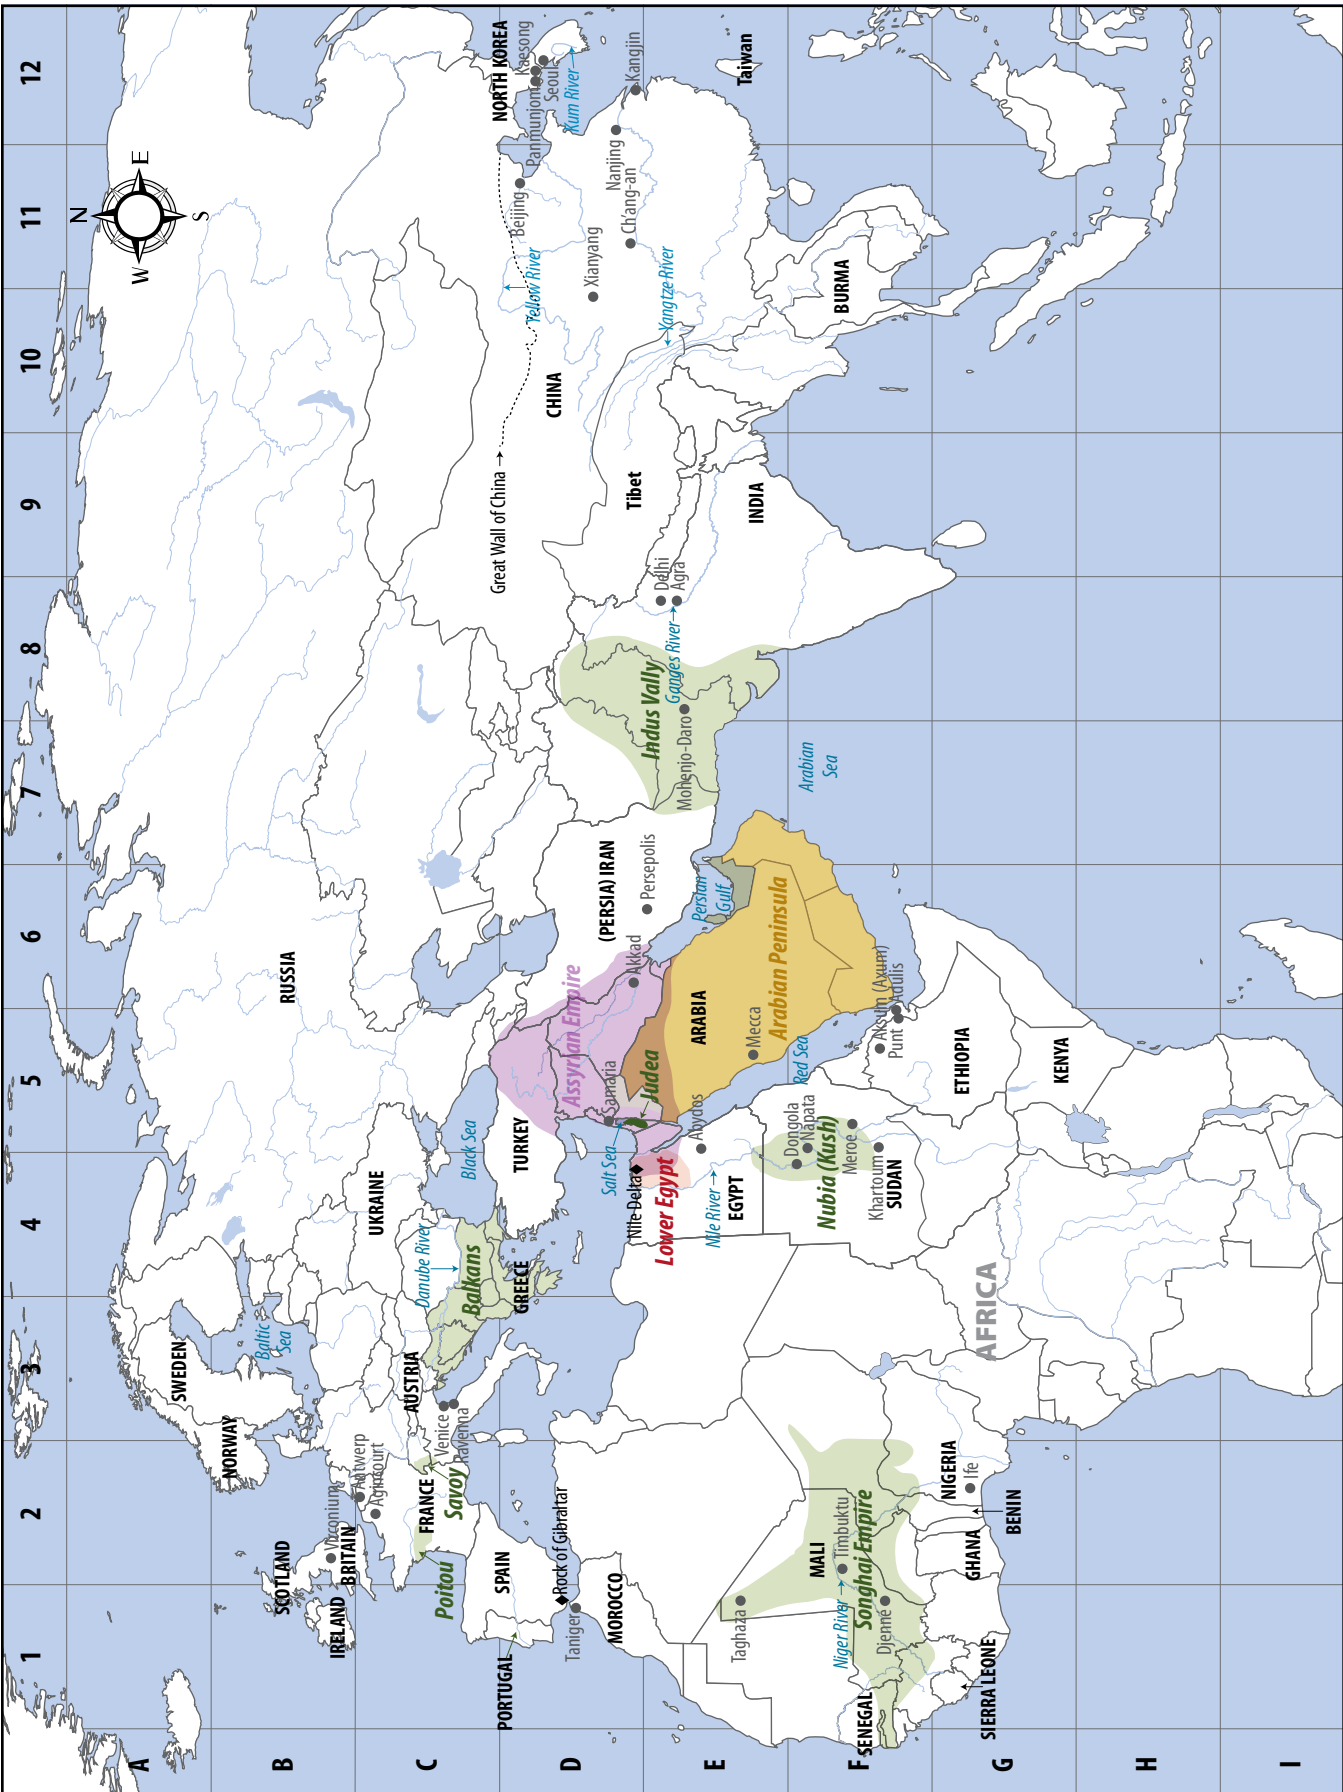 1
2
3
4
5
6
7
8
9
10
11
12
A
B
C
D
E
F
G
H
I
N
E
S
W
SWEDEN
NORWAY
Baltic
Sea
RUSSIA
SCOTLAND
IRELAND
BRITAIN
Vixconium
Antwerp
Agincourt
UKRAINE
AUSTRIA
FRANCE
Venice
Ravenna
Savoy
Poitou
Danube River
Balkans
Black Sea
GREECE
TURKEY
PORTUGAL
SPAIN
Rock of Gibraltar
Taniger
MOROCCO
Great Wall of China
Yellow River
Beijing
NORTH KOREA
Panmunjom
Kaesong
Seoul
Kum River
CHINA
Xianyang
Ch'ang-an
Nanjing
Kangjin
Yangtze River
Tibet
Taiwan
Assyrian Empire
Samaria
Salt Sea
Judea
Akkad
(PERSIA) IRAN
Persepolis
Indus Vally
Mohenjo-Daro
Ganges River
Delhi
Agra
INDIA
BURMA
Nile Delta
Lower Egypt
Abydos
Nile River
EGYPT
ARABIA
Mecca
Persian
Gulf
Arabian Peninsula
Arabian
Sea
Red Sea
Taghaza
MALI
Niger River
Timbuktu
Songhai Empire
Djenne
SENEGAL
SIERRA LEONE
GHANA
NIGERIA
Ife
BENIN
Dongola
Napata
Nubia (Kush)
Meroe
Khartoum
SUDAN
Aksum (Axum)
Punt
Adulis
ETHIOPIA
AFRICA
KENYA